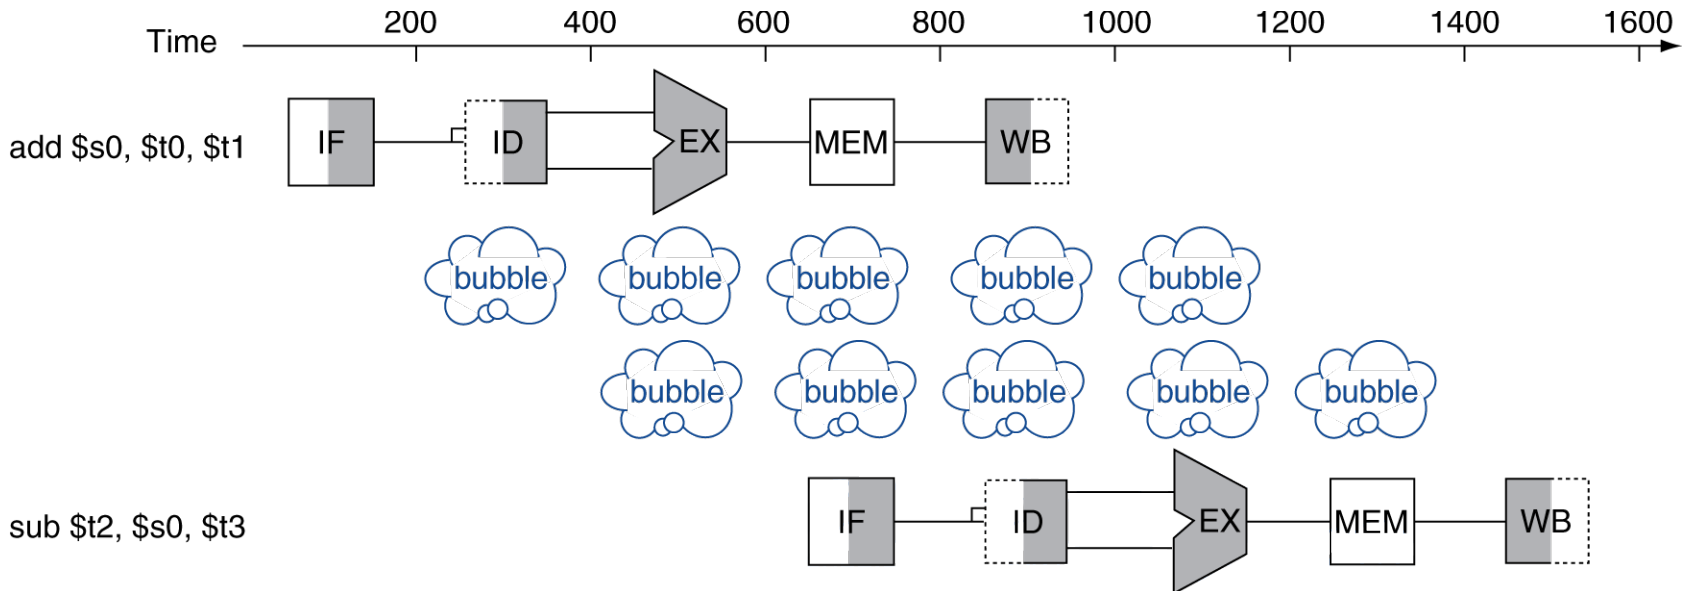 200 400 600 800 1000 1200 1400 1600
Time
add $s0, $t0, $t1
IF ID EX MEM WB
bubble bubble bubble bubble bubble
bubble bubble bubble bubble bubble
sub $t2, $s0, $t3
IF ID EX MEM WB